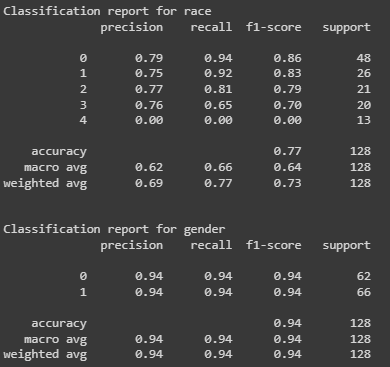 Classification report for race
precision recall f1-score support
0 0.79 0.94 0.86 48
1 0.75 0.92 0.83 26
2 0.77 0.81 0.79 21
3 0.76 0.65 0.70 20
4 0.00 0.00 0.00 13
accuracy 0.77 128
macro avg 0.62 0.66 0.64 128
weighted avg 0.69 0.77 0.73 128
Classification report for gender
precision recall f1-score support
0 0.94 0.94 0.94 62
1 0.94 0.94 0.94 66
accuracy 0.94 128
macro avg 0.94 0.94 0.94 128
weighted avg 0.94 0.94 0.94 128